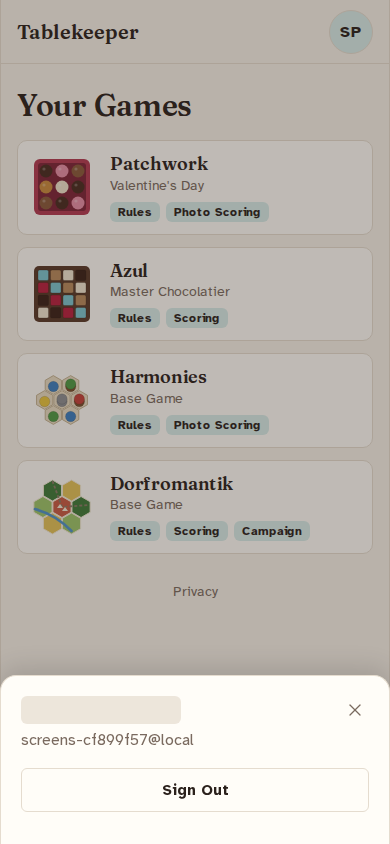 Tablekeeper
SP
Your Games
Patchwork
Valentine's Day
Rules
Photo Scoring
Azul
Master Chocolatier
Rules
Scoring
Harmonies
Base Game
Rules
Photo Scoring
Dorfromantik
Base Game
Rules
Scoring
Campaign
Privacy
screens-cf899f57@local
Sign Out